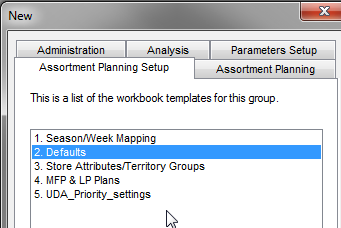 New
Administration Analysis Parameters Setup
Assortment Planning Setup Assortment Planning
This is a list of the workbook templates for this group.
1. Season/Week Mapping
2. Defaults
3. Store Attributes/Territory Groups
4. MFP & LP Plans
5. UDA_Priority_settings